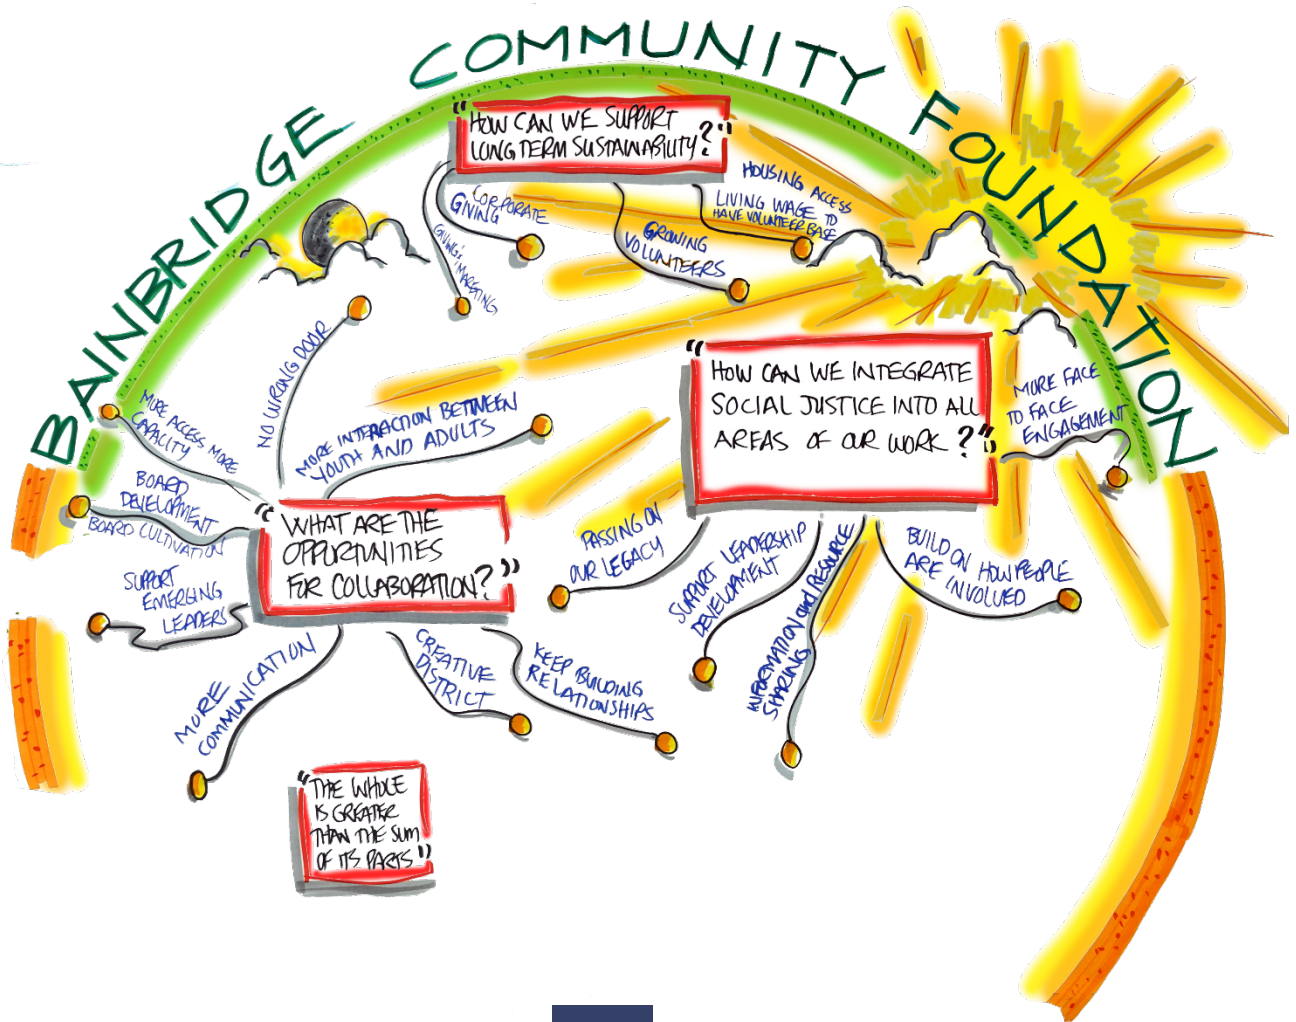 BAINBRIDGE COMMUNITY FOUNDATION
"HOW CAN WE SUPPORT
LONG TERM SUSTAINABILITY?"
CORPORATE
GIVING
GROWING
VOLUNTEERS
HOUSING ACCESS
LIVING WAGE TO
HAVE VOLUNTEER BASE
"HOW CAN WE INTEGRATE
SOCIAL JUSTICE INTO ALL
AREAS OF OUR WORK?"
MORE FACE
TO FACE
ENGAGEMENT
PASSING ON
OUR LEGACY
SUPPORT LEADERSHIP
DEVELOPMENT
INFORMATION and RESOURCE
SHARING
BUILD ON HOW PEOPLE
ARE INVOLVED
"WHAT ARE THE
OPPORTUNITIES
FOR COLLABORATION?"
NO WRONG DOOR
MORE INTERACTION BETWEEN
YOUTH AND ADULTS
MORE ACCESS MORE
CAPACITY
BOARD
DEVELOPMENT
BOARD CULTIVATION
SUPPORT
EMERGING
LEADERS
MORE
COMMUNICATION
CREATIVE
DISTRICT
KEEP BUILDING
RELATIONSHIPS
"THE WHOLE
IS GREATER
THAN THE SUM
OF ITS PARTS"